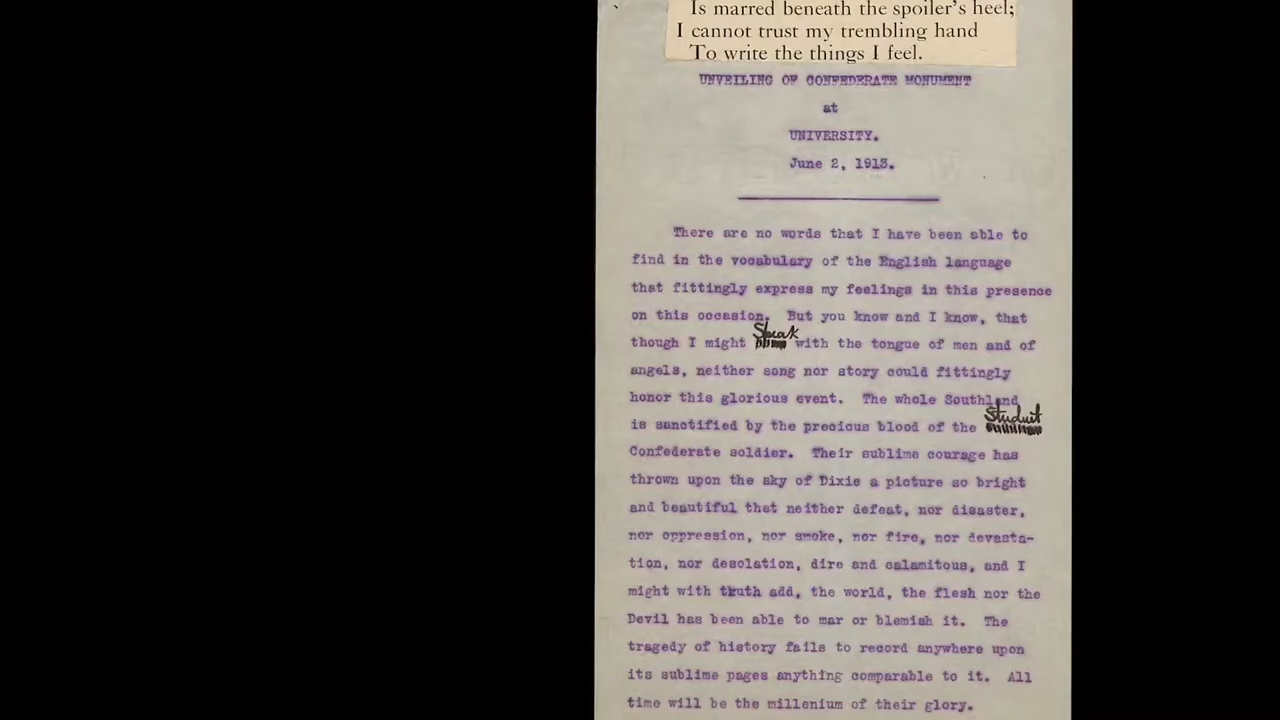 Is marred beneath the spoiler's heel;
I cannot trust my trembling hand
To write the things I feel.
UNVEILING OF CONFEDERATE MONUMENT
at
UNIVERSITY.
June 2, 1913.
There are no words that I have been able to
find in the vocabulary of the English language
that fittingly express my feelings in this presence
on this occasion. But you know and I know, that
though I might Speak with the tongue of men and of
angels, neither song nor story could fittingly
honor this glorious event. The whole Southland
is sanctified by the precious blood of the Student
Confederate soldier. Their sublime courage has
thrown upon the sky of Dixie a picture so bright
and beautiful that neither defeat, nor disaster,
nor oppression, nor smoke, nor fire, nor devasta-
tion, nor desolation, dire and calamitous, and I
might with truth add, the world, the flesh nor the
Devil has been able to mar or blemish it. The
tragedy of history fails to record anywhere upon
its sublime pages anything comparable to it. All
time will be the millenium of their glory.